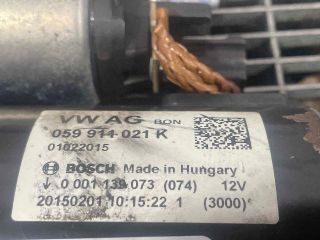 VW AG BON
059 911 021 K
01022015
BOSCH Made in Hungary
0 001 139 073 (074) 12V
20150201 10:15:22 1 (3000)